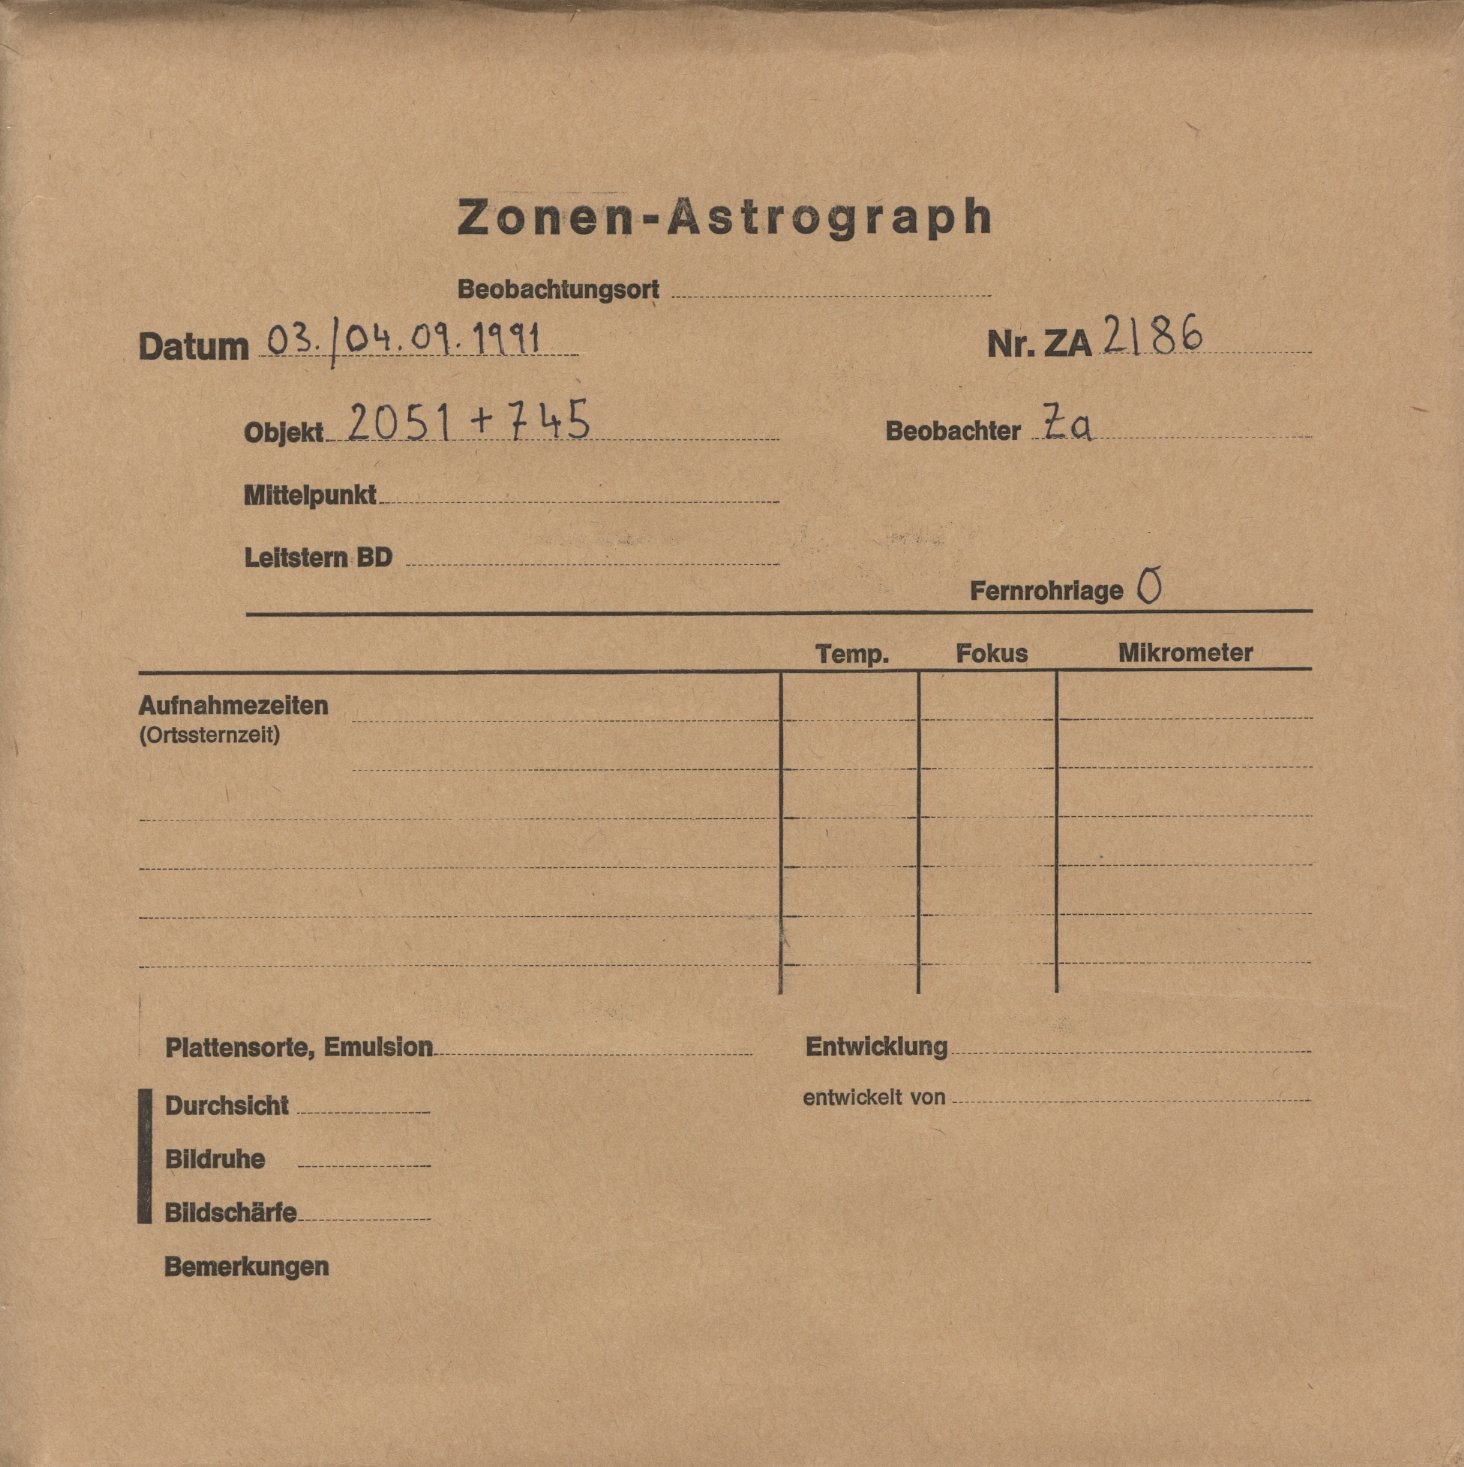 Zonen-Astrograph
Beobachtungsort
Datum 03./04.09.1991 Nr. ZA 2186
Objekt 2051+745 Beobachter Za
Mittelpunkt
Leitstern BD
Fernrohrlage O
Temp. Fokus Mikrometer
Aufnahmezeiten
(Ortssternzeit)
Plattensorte, Emulsion Entwicklung
Durchsicht entwickelt von
Bildruhe
Bildschärfe
Bemerkungen